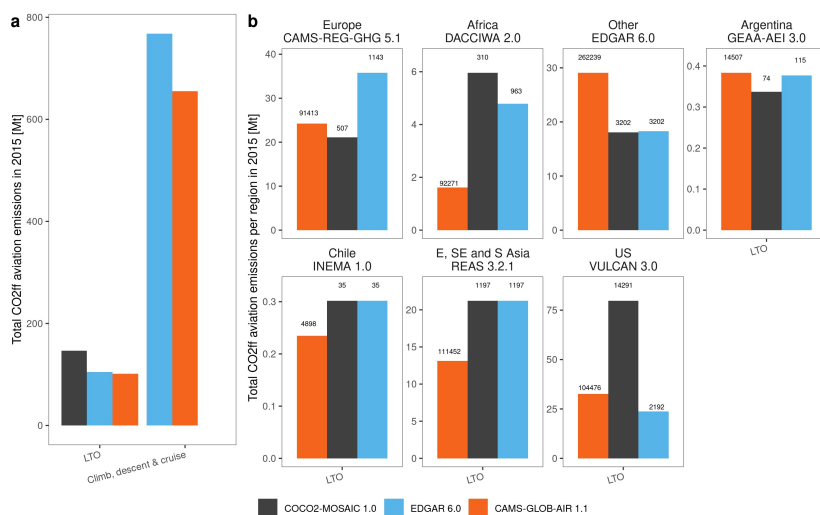 a
Total CO2ff aviation emissions in 2015 [Mt]
800
600
400
200
0
LTO
Climb, descent & cruise
b
Total CO2ff aviation emissions per region in 2015 [Mt]
Europe
CAMS-REG-GHG 5.1
40
30
20
10
0
91413
507
1143
Africa
DACCIWA 2.0
6
4
2
0
92271
310
963
Other
EDGAR 6.0
30
20
10
0
262239
3202
3202
Argentina
GEAA-AEI 3.0
0.4
0.3
0.2
0.1
0.0
14507
74
115
LTO
Chile
INEMA 1.0
0.3
0.2
0.1
0.0
4898
35
35
LTO
E, SE and S Asia
REAS 3.2.1
20
15
10
5
0
111452
1197
1197
LTO
US
VULCAN 3.0
75
50
25
0
104476
14291
2192
LTO
COCO2-MOSAIC 1.0 EDGAR 6.0 CAMS-GLOB-AIR 1.1